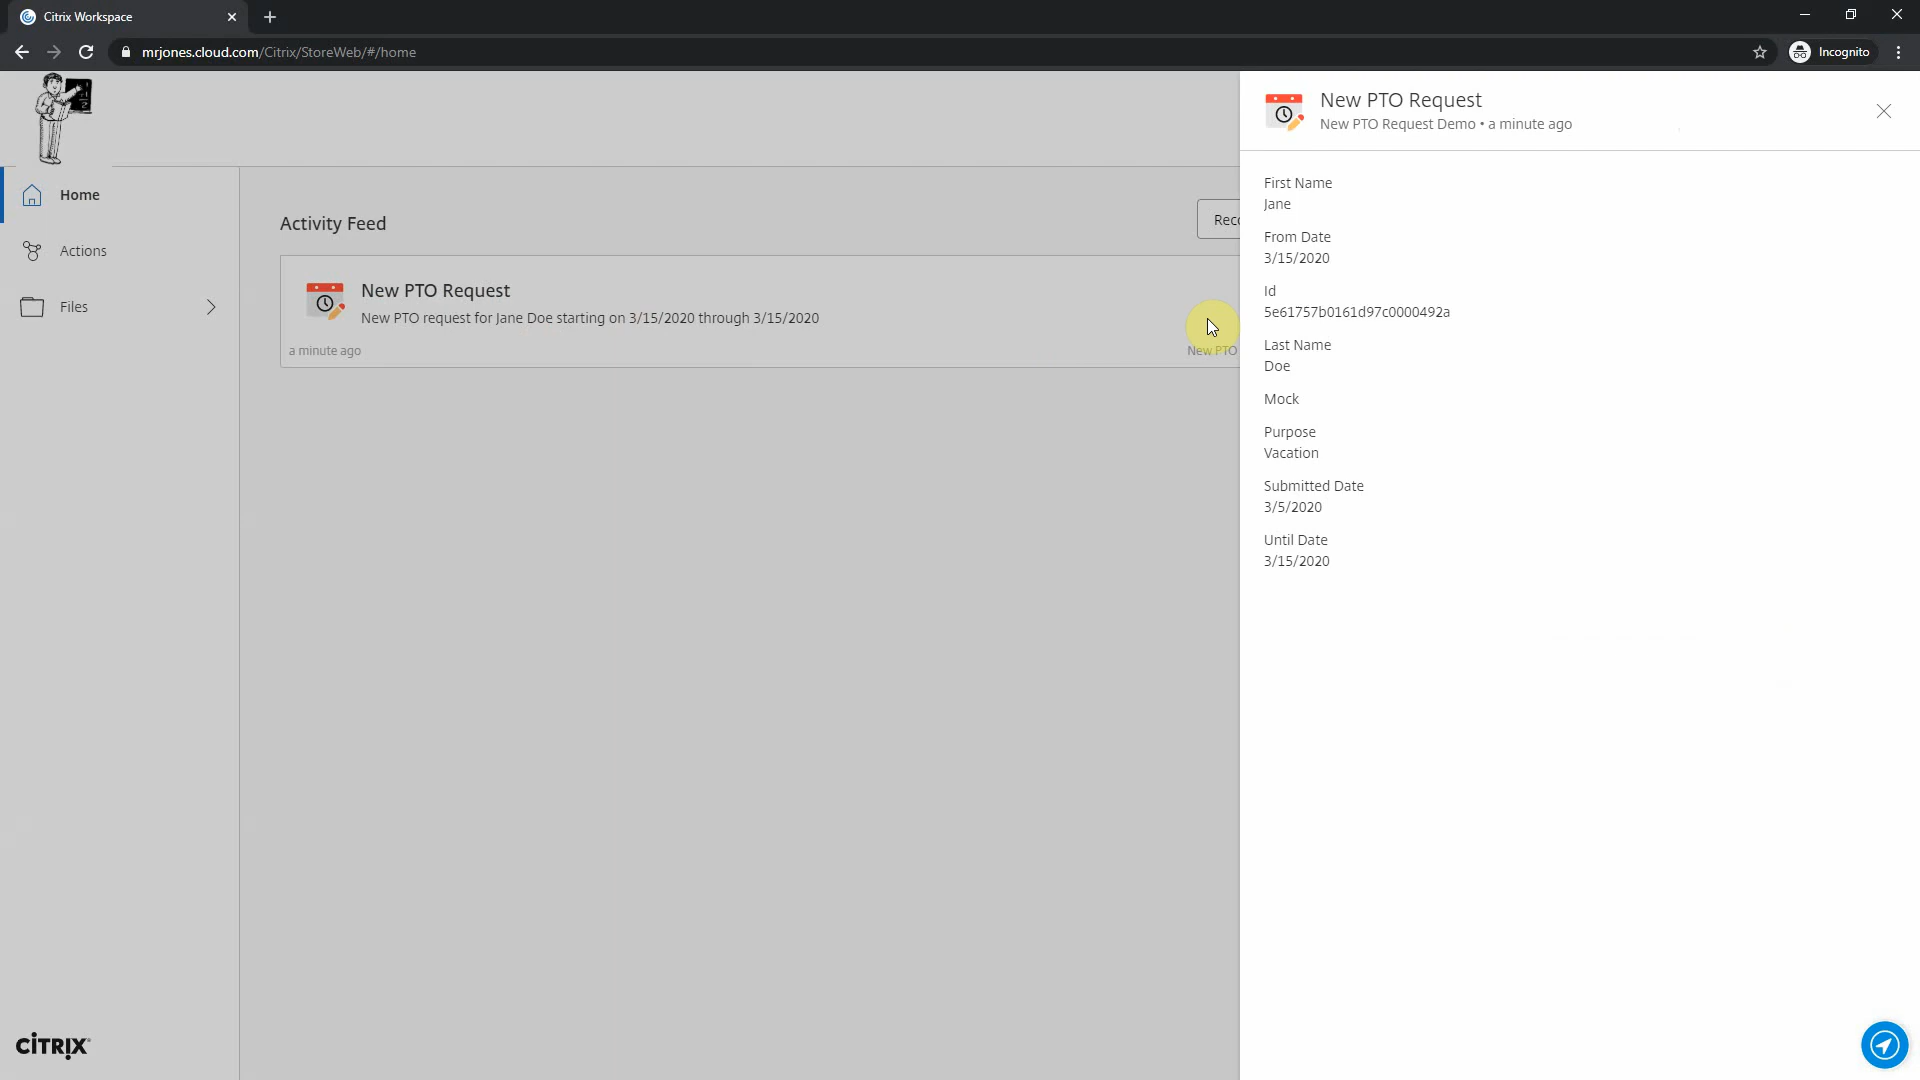 Citrix Workspace
mrjones.cloud.com/Citrix/StoreWeb/#/home
Incognito
Home
Actions
Files
CITRIX
Activity Feed
Rec
New PTO Request
New PTO request for Jane Doe starting on 3/15/2020 through 3/15/2020
a minute ago
New PTO
New PTO Request
New PTO Request Demo • a minute ago
First Name
Jane
From Date
3/15/2020
Id
5e61757b0161d97c0000492a
Last Name
Doe
Mock
Purpose
Vacation
Submitted Date
3/5/2020
Until Date
3/15/2020